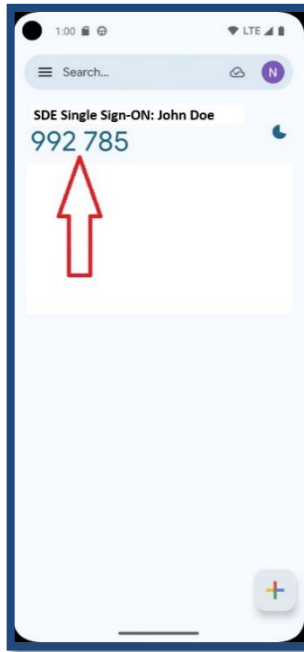 1:00
LTE
Search...
N
SDE Single Sign-ON: John Doe
992 785